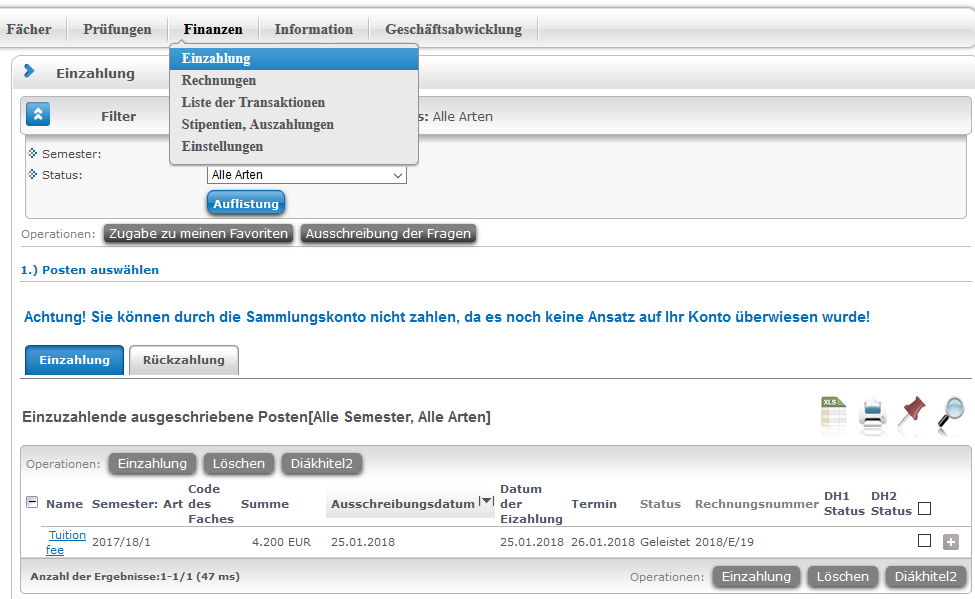 Fächer Prüfungen Finanzen Information Geschäftsabwicklung
Einzahlung
Rechnungen
Liste der Transaktionen
Stipentien, Auszahlungen
Einstellungen
Einzahlung
Filter s: Alle Arten
Semester:
Status: Alle Arten
Auflistung
Operationen: Zugabe zu meinen Favoriten Ausschreibung der Fragen
1.) Posten auswählen
Achtung! Sie können durch die Sammlungskonto nicht zahlen, da es noch keine Ansatz auf Ihr Konto überwiesen wurde!
Einzahlung Rückzahlung
Einzuzahlende ausgeschriebene Posten[Alle Semester, Alle Arten]
XLS
Operationen: Einzahlung Löschen Diákhitel2
Name Semester: Art Code des Faches Summe Ausschreibungsdatum Datum der Eizahlung Termin Status Rechnungsnummer DH1 Status DH2 Status
Tuition fee 2017/18/1 4.200 EUR 25.01.2018 25.01.2018 26.01.2018 Geleistet 2018/E/19
Anzahl der Ergebnisse:1-1/1 (47 ms) Operationen: Einzahlung Löschen Diákhitel2